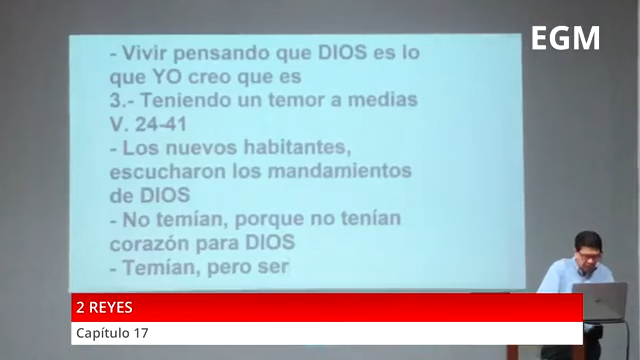 EGM
- Vivir pensando que DIOS es lo
que YO creo que es
3.- Teniendo un temor a medias
V. 24-41
- Los nuevos habitantes,
escucharon los mandamientos
de DIOS
- No temían, porque no tenían
corazón para DIOS
- Temían, pero ser
2 REYES
Capítulo 17